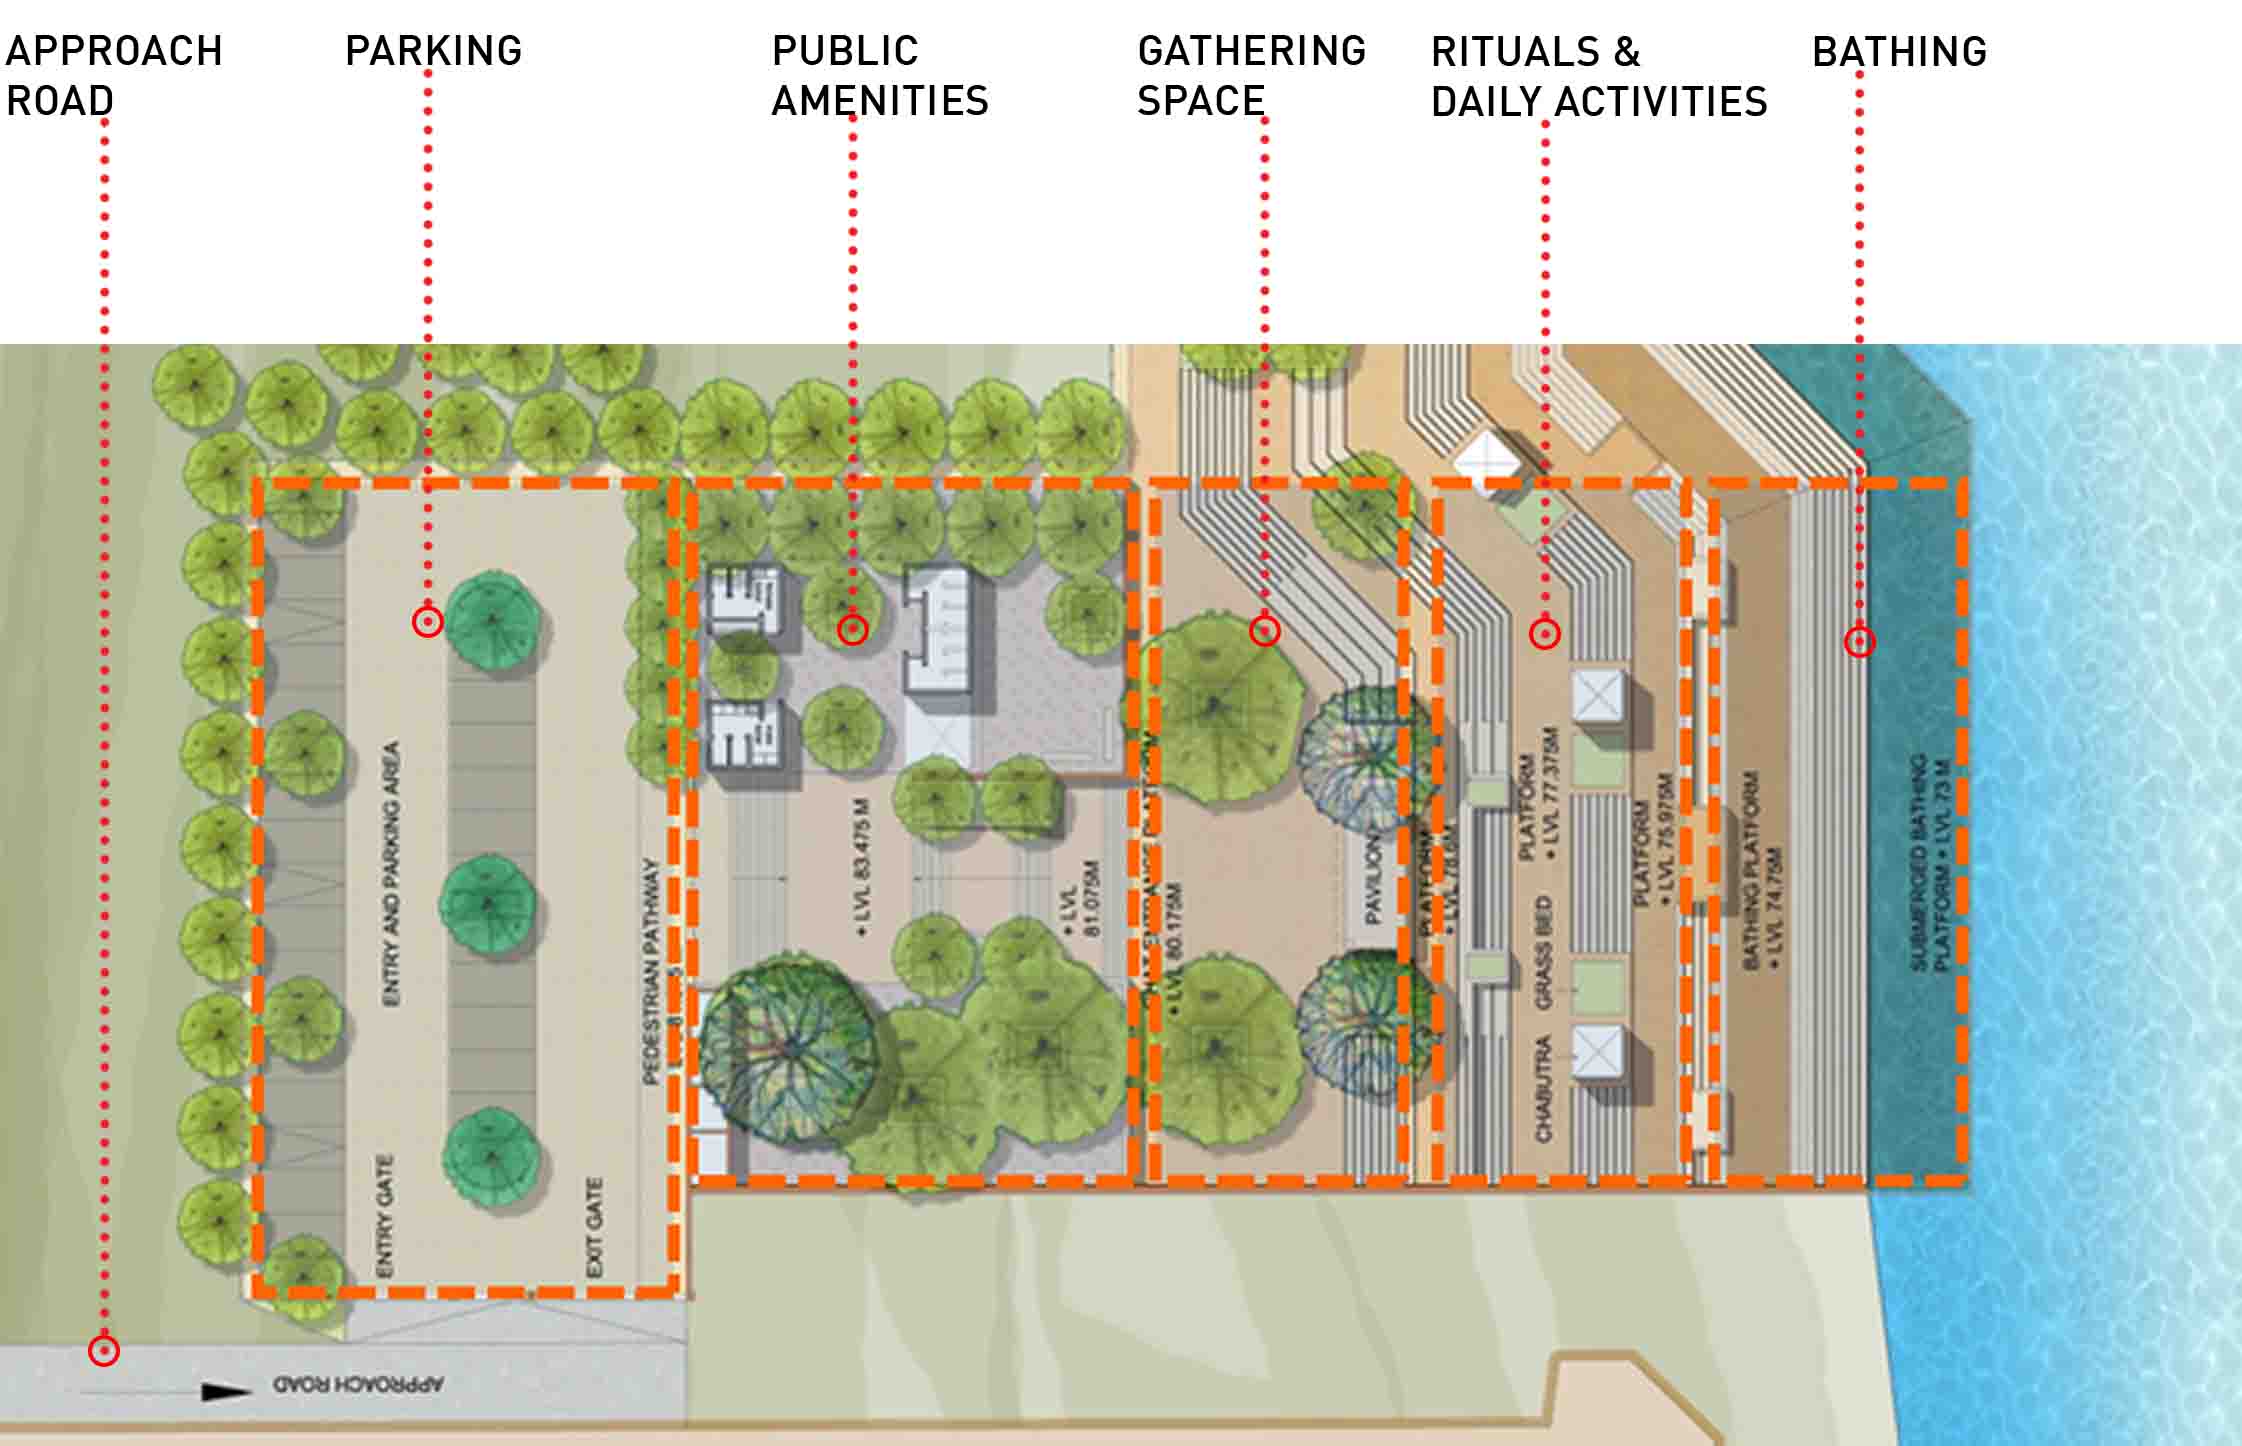 APPROACH
ROAD
PARKING
PUBLIC
AMENITIES
GATHERING
SPACE
RITUALS &
DAILY ACTIVITIES
BATHING
ENTRY AND PARKING AREA
ENTRY GATE
EXIT GATE
PEDESTRIAN PATHWAY
+ LVL 83.475 M
+ LVL
81.075M
+ LVL 80.175M
PAVILION
PLATFORM
+ LVL 78.6M
PLATFORM
+ LVL 77.375M
GRASS BED
CHABUTRA
PLATFORM
+ LVL 75.975M
BATHING PLATFORM
+ LVL 74.75M
SUBMERGED BATHING
PLATFORM + LVL 73 M
APPROACH ROAD